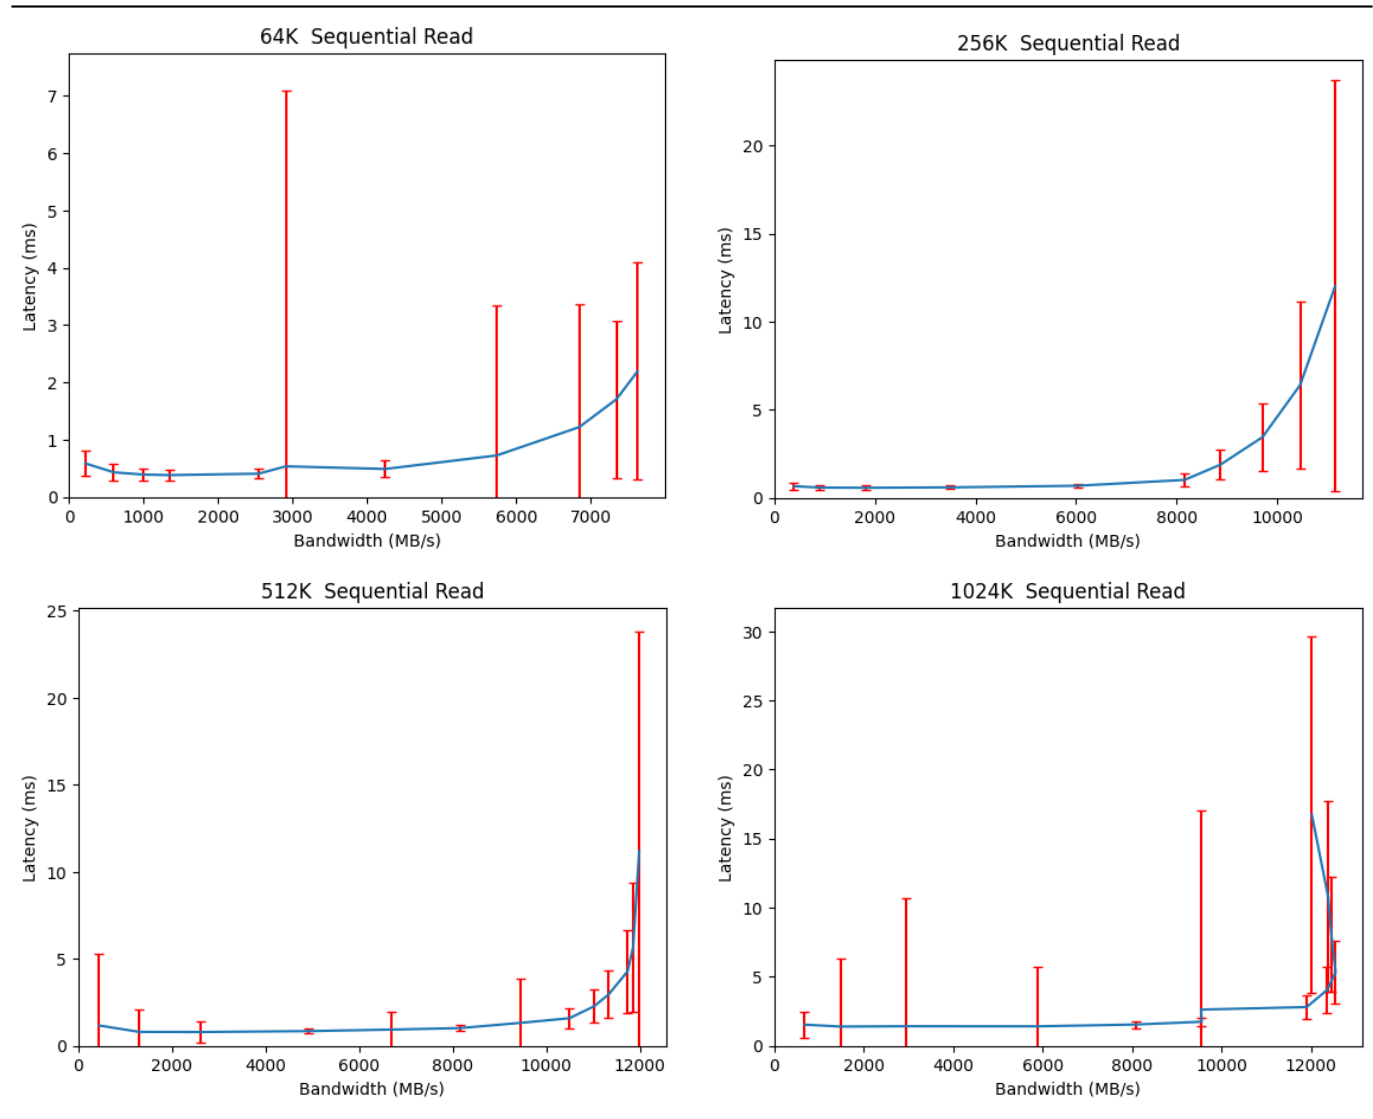 64K Sequential Read
7
6
5
4
3
2
1
0
Latency (ms)
0 1000 2000 3000 4000 5000 6000 7000
Bandwidth (MB/s)
256K Sequential Read
20
15
10
5
0
Latency (ms)
0 2000 4000 6000 8000 10000
Bandwidth (MB/s)
512K Sequential Read
25
20
15
10
5
0
Latency (ms)
0 2000 4000 6000 8000 10000 12000
Bandwidth (MB/s)
1024K Sequential Read
30
25
20
15
10
5
0
Latency (ms)
0 2000 4000 6000 8000 10000 12000
Bandwidth (MB/s)